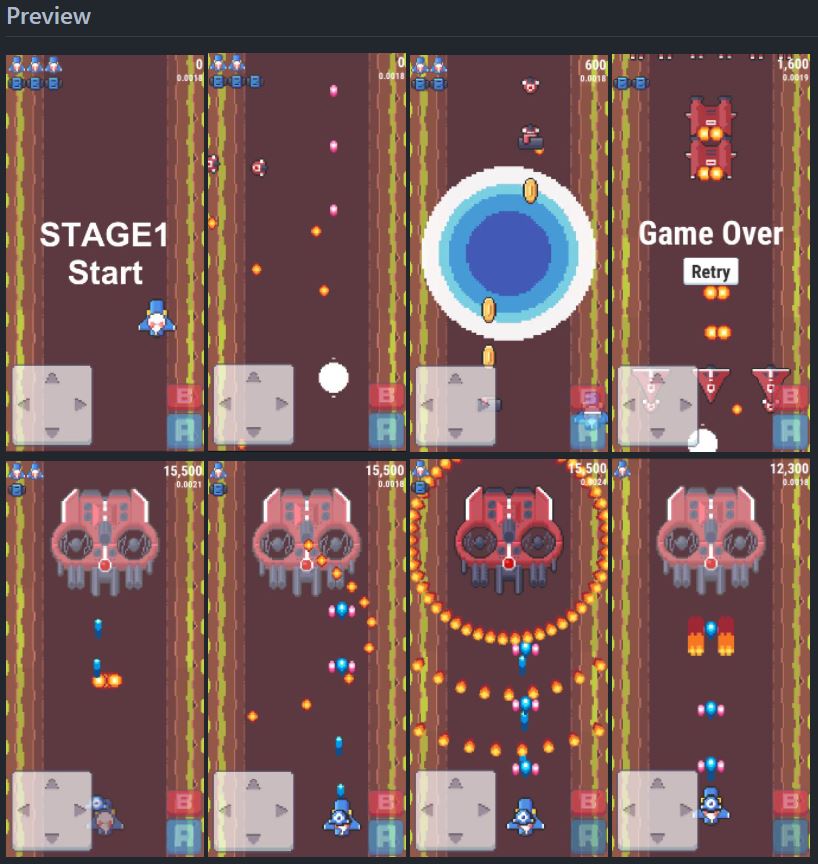 Preview
0
0.0018
STAGE1
Start
B
A
0
0.0018
B
A
600
0.0018
B
A
1,600
0.0019
Game Over
Retry
B
A
15,500
0.0021
B
A
15,500
0.0018
B
A
15,500
0.0024
B
A
12,300
0.0018
B
A